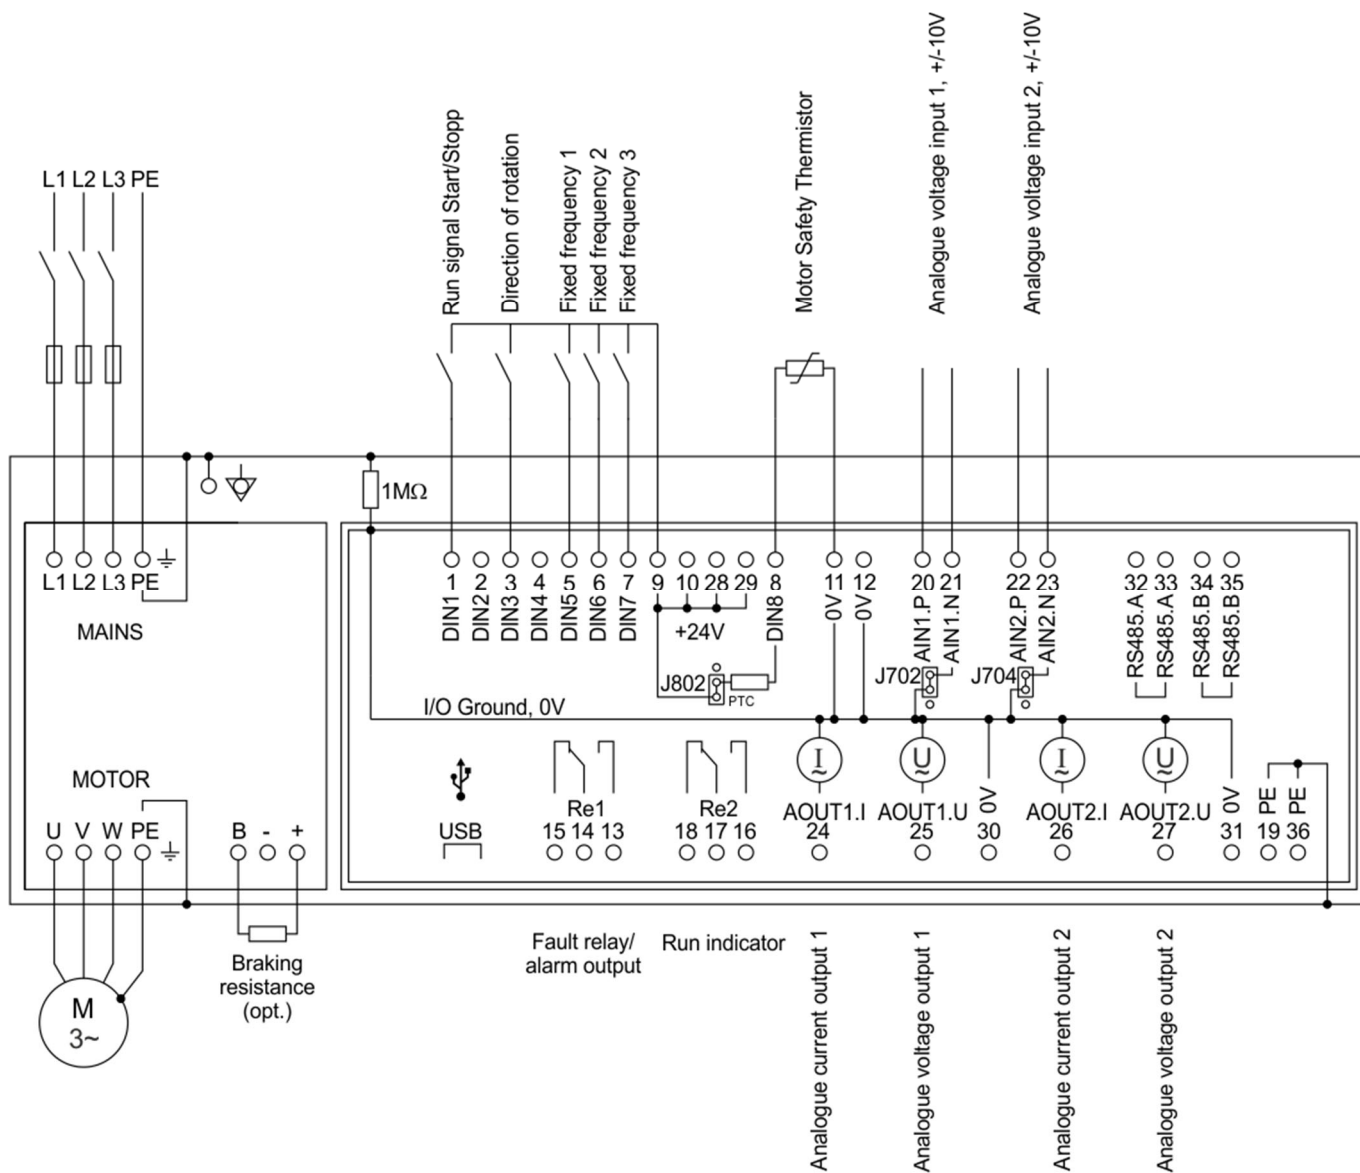 Run signal Start/Stopp
Direction of rotation
Fixed frequency 1
Fixed frequency 2
Fixed frequency 3
Motor Safety Thermistor
Analogue voltage input 1, +/-10V
Analogue voltage input 2, +/-10V
L1 L2 L3 PE
1MΩ
L1 L2 L3 PE
MAINS
1 2 3 4 5 6 7 9 10 28 29 8 11 12 20 21 22 23 32 33 34 35
DIN1
DIN2
DIN3
DIN4
DIN5
DIN6
DIN7
+24V
DIN8
0V
0V
AIN1.P
AIN1.N
AIN2.P
AIN2.N
RS485.A
RS485.A
RS485.B
RS485.B
J802
PTC
J702
J704
I/O Ground, 0V
MOTOR
U V W PE
B - +
USB
Re1
15 14 13
Re2
18 17 16
I
~
AOUT1.I
24
U
~
AOUT1.U
25
0V
30
I
~
AOUT2.I
26
U
~
AOUT2.U
27
0V
31
PE
19
PE
36
M
3~
Braking
resistance
(opt.)
Fault relay/
alarm output
Run indicator
Analogue current output 1
Analogue voltage output 1
Analogue current output 2
Analogue voltage output 2